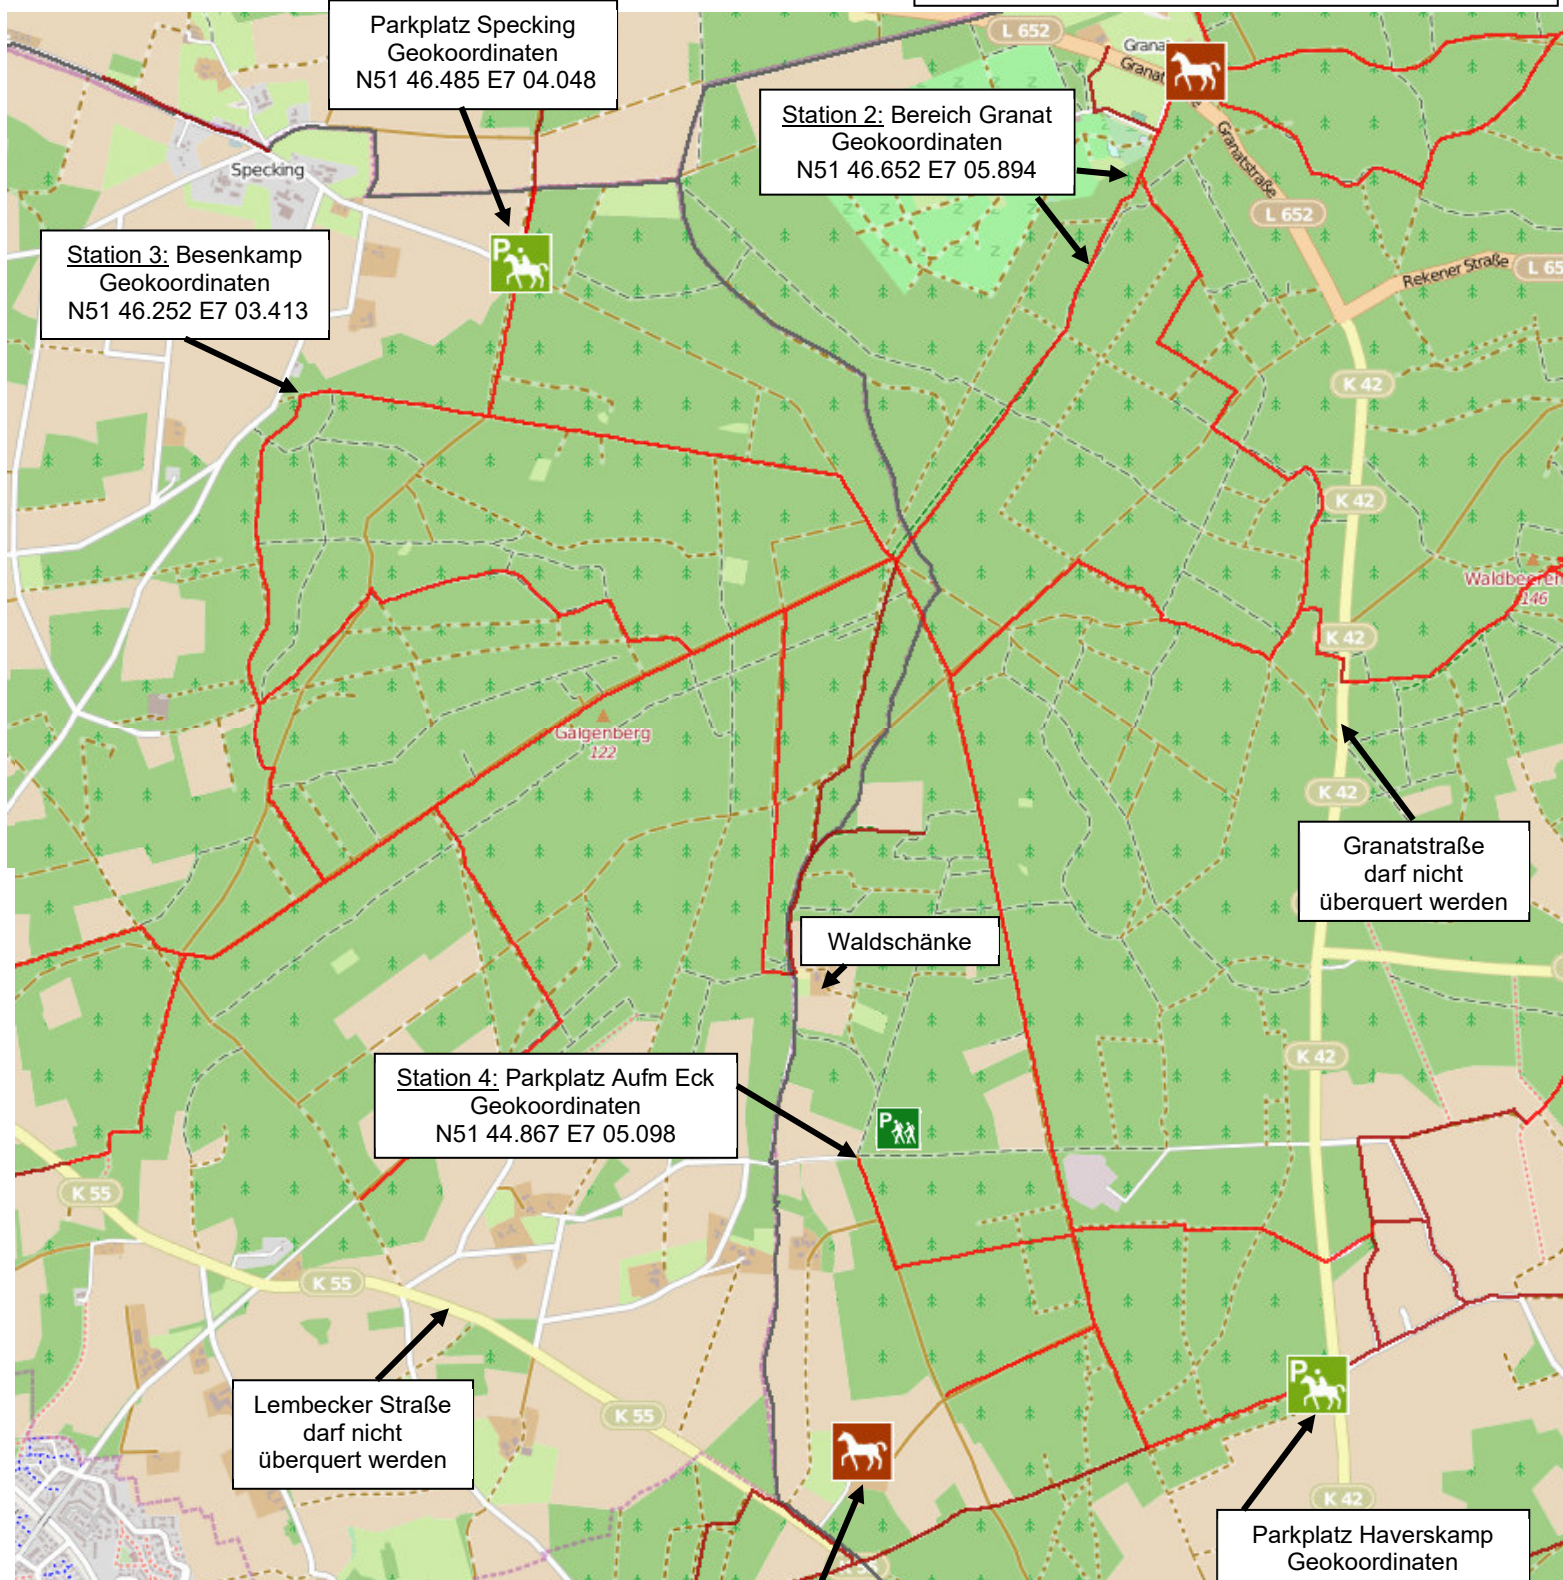 Parkplatz Specking
Geokoordinaten
N51 46.485 E7 04.048
L 652
Station 2: Bereich Granat
Geokoordinaten
N51 46.652 E7 05.894
Granatstraße
L 652
Specking
Rekener Straße
Station 3: Besenkamp
Geokoordinaten
N51 46.252 E7 03.413
P
K 42
K 42
146
K 42
Galgenberg
122
K 42
Granatstraße
darf nicht
überquert werden
Waldschänke
K 42
Station 4: Parkplatz Aufm Eck
Geokoordinaten
N51 44.867 E7 05.098
P
K 55
K 55
Lembecker Straße
darf nicht
überquert werden
K 55
P
K 42
Parkplatz Haverskamp
Geokoordinaten